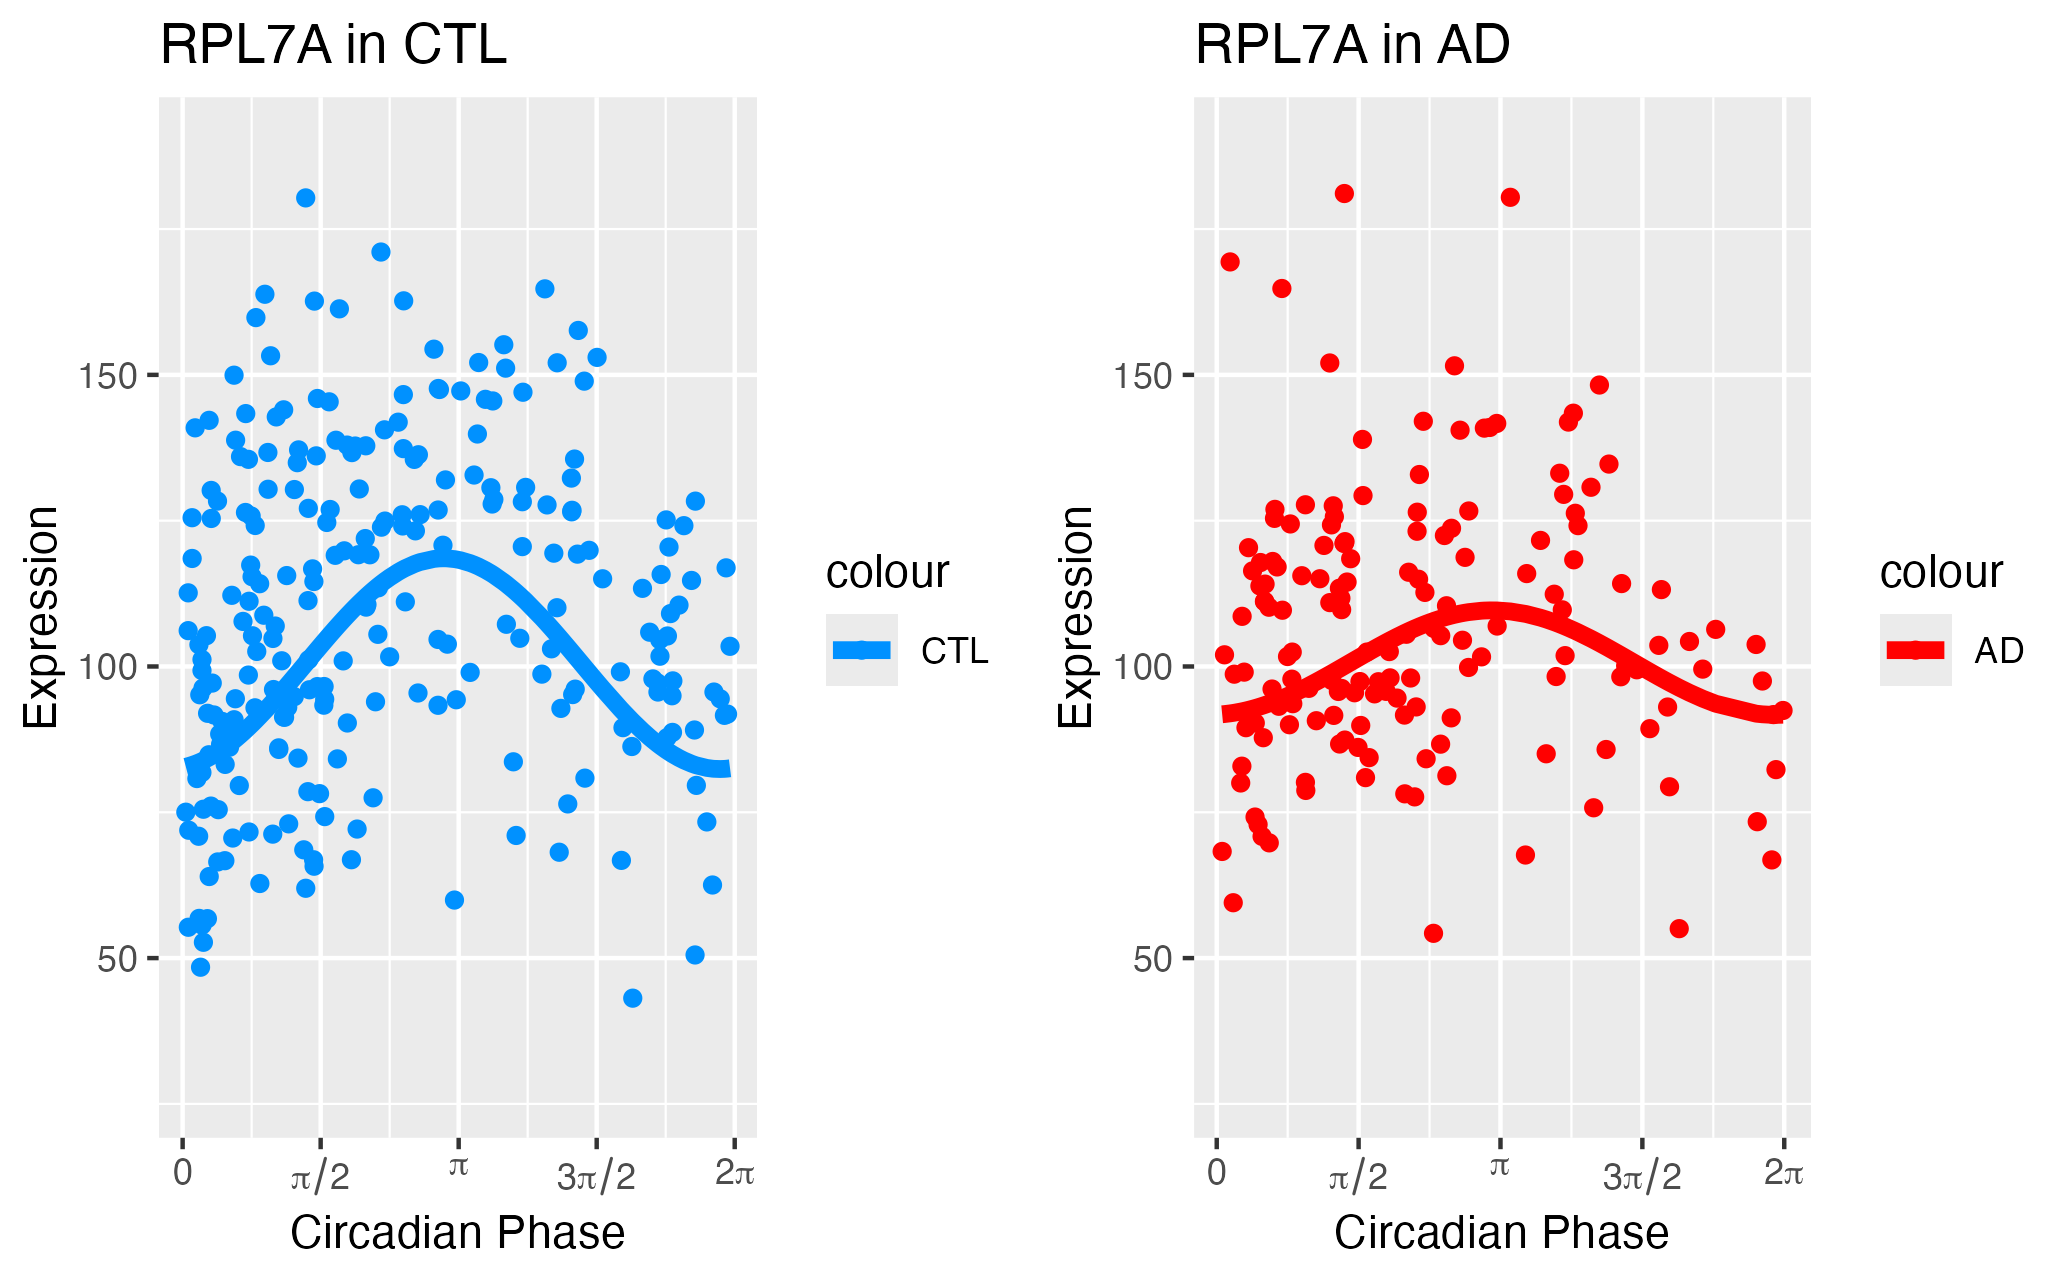 RPL7A in CTL
150
100
50
Expression
0 π/2 π 3π/2 2π
Circadian Phase
colour
CTL
RPL7A in AD
150
100
50
Expression
0 π/2 π 3π/2 2π
Circadian Phase
colour
AD